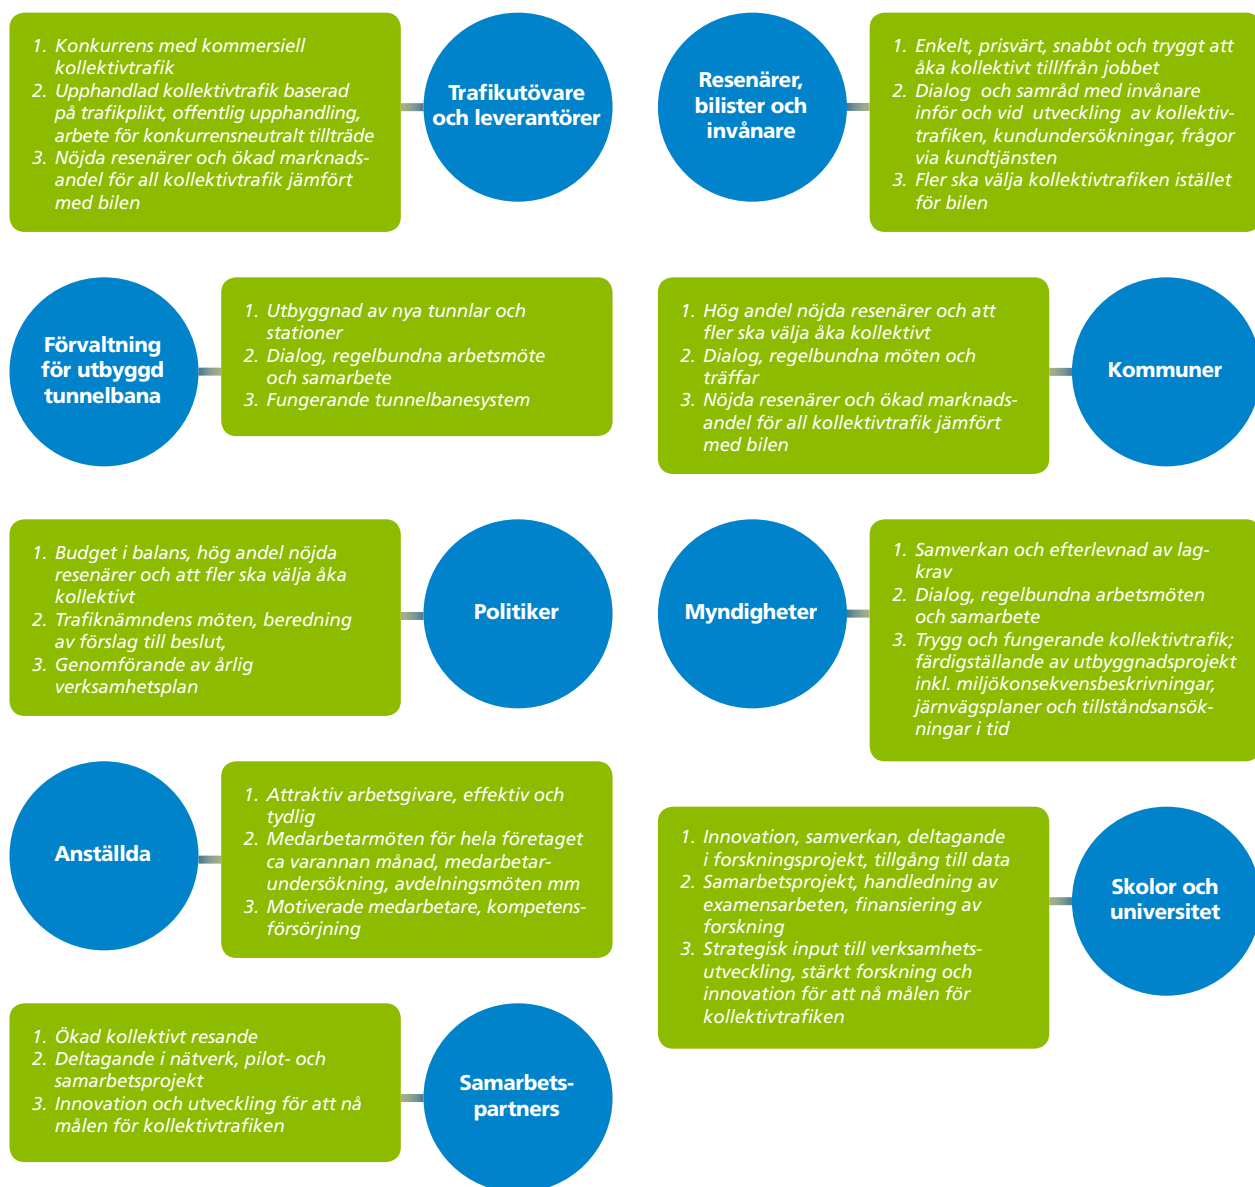 1. Konkurrens med kommersiell
kollektivtrafik
2. Upphandlad kollektivtrafik baserad
på trafikplikt, offentlig upphandling,
arbete för konkurrensneutralt tillträde
3. Nöjda resenärer och ökad marknads-
andel för all kollektivtrafik jämfört
med bilen
Trafikutövare
och leverantörer
Resenärer,
bilister och
invånare
1. Enkelt, prisvärt, snabbt och tryggt att
åka kollektivt till/från jobbet
2. Dialog och samråd med invånare
inför och vid utveckling av kollektiv-
trafiken, kundundersökningar, frågor
via kundtjänsten
3. Fler ska välja kollektivtrafiken istället
för bilen
Förvaltning
för utbyggd
tunnelbana
1. Utbyggnad av nya tunnlar och
stationer
2. Dialog, regelbundna arbetsmöte
och samarbete
3. Fungerande tunnelbanesystem
1. Hög andel nöjda resenärer och att
fler ska välja åka kollektivt
2. Dialog, regelbundna möten och
träffar
3. Nöjda resenärer och ökad marknads-
andel för all kollektivtrafik jämfört
med bilen
Kommuner
1. Budget i balans, hög andel nöjda
resenärer och att fler ska välja åka
kollektivt
2. Trafiknämndens möten, beredning
av förslag till beslut,
3. Genomförande av årlig
verksamhetsplan
Politiker
Myndigheter
1. Samverkan och efterlevnad av lag-
krav
2. Dialog, regelbundna arbetsmöten
och samarbete
3. Trygg och fungerande kollektivtrafik;
färdigställande av utbyggnadsprojekt
inkl. miljökonsekvensbeskrivningar,
järnvägsplaner och tillståndsansök-
ningar i tid
Anställda
1. Attraktiv arbetsgivare, effektiv och
tydlig
2. Medarbetarmöten för hela företaget
ca varannan månad, medarbetar-
undersökning, avdelningsmöten mm
3. Motiverade medarbetare, kompetens-
försörjning
1. Innovation, samverkan, deltagande
i forskningsprojekt, tillgång till data
2. Samarbetsprojekt, handledning av
examensarbeten, finansiering av
forskning
3. Strategisk input till verksamhets-
utveckling, stärkt forskning och
innovation för att nå målen för
kollektivtrafiken
Skolor och
universitet
1. Ökad kollektivt resande
2. Deltagande i nätverk, pilot- och
samarbetsprojekt
3. Innovation och utveckling för att nå
målen för kollektivtrafiken
Samarbets-
partners